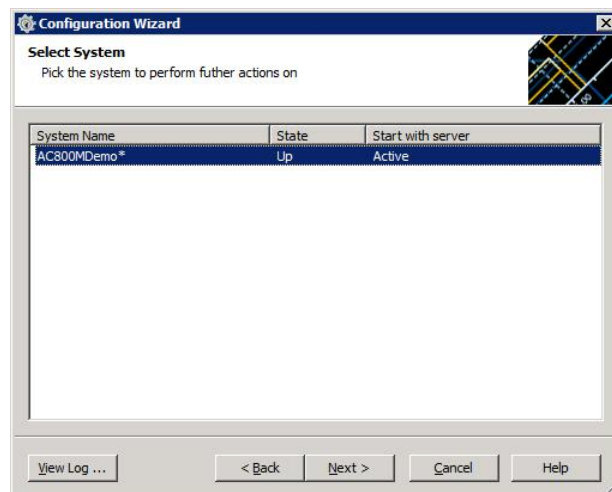 Configuration Wizard
Select System
Pick the system to perform futher actions on
System Name State Start with server
AC800MDemo* Up Active
View Log ... < Back Next > Cancel Help